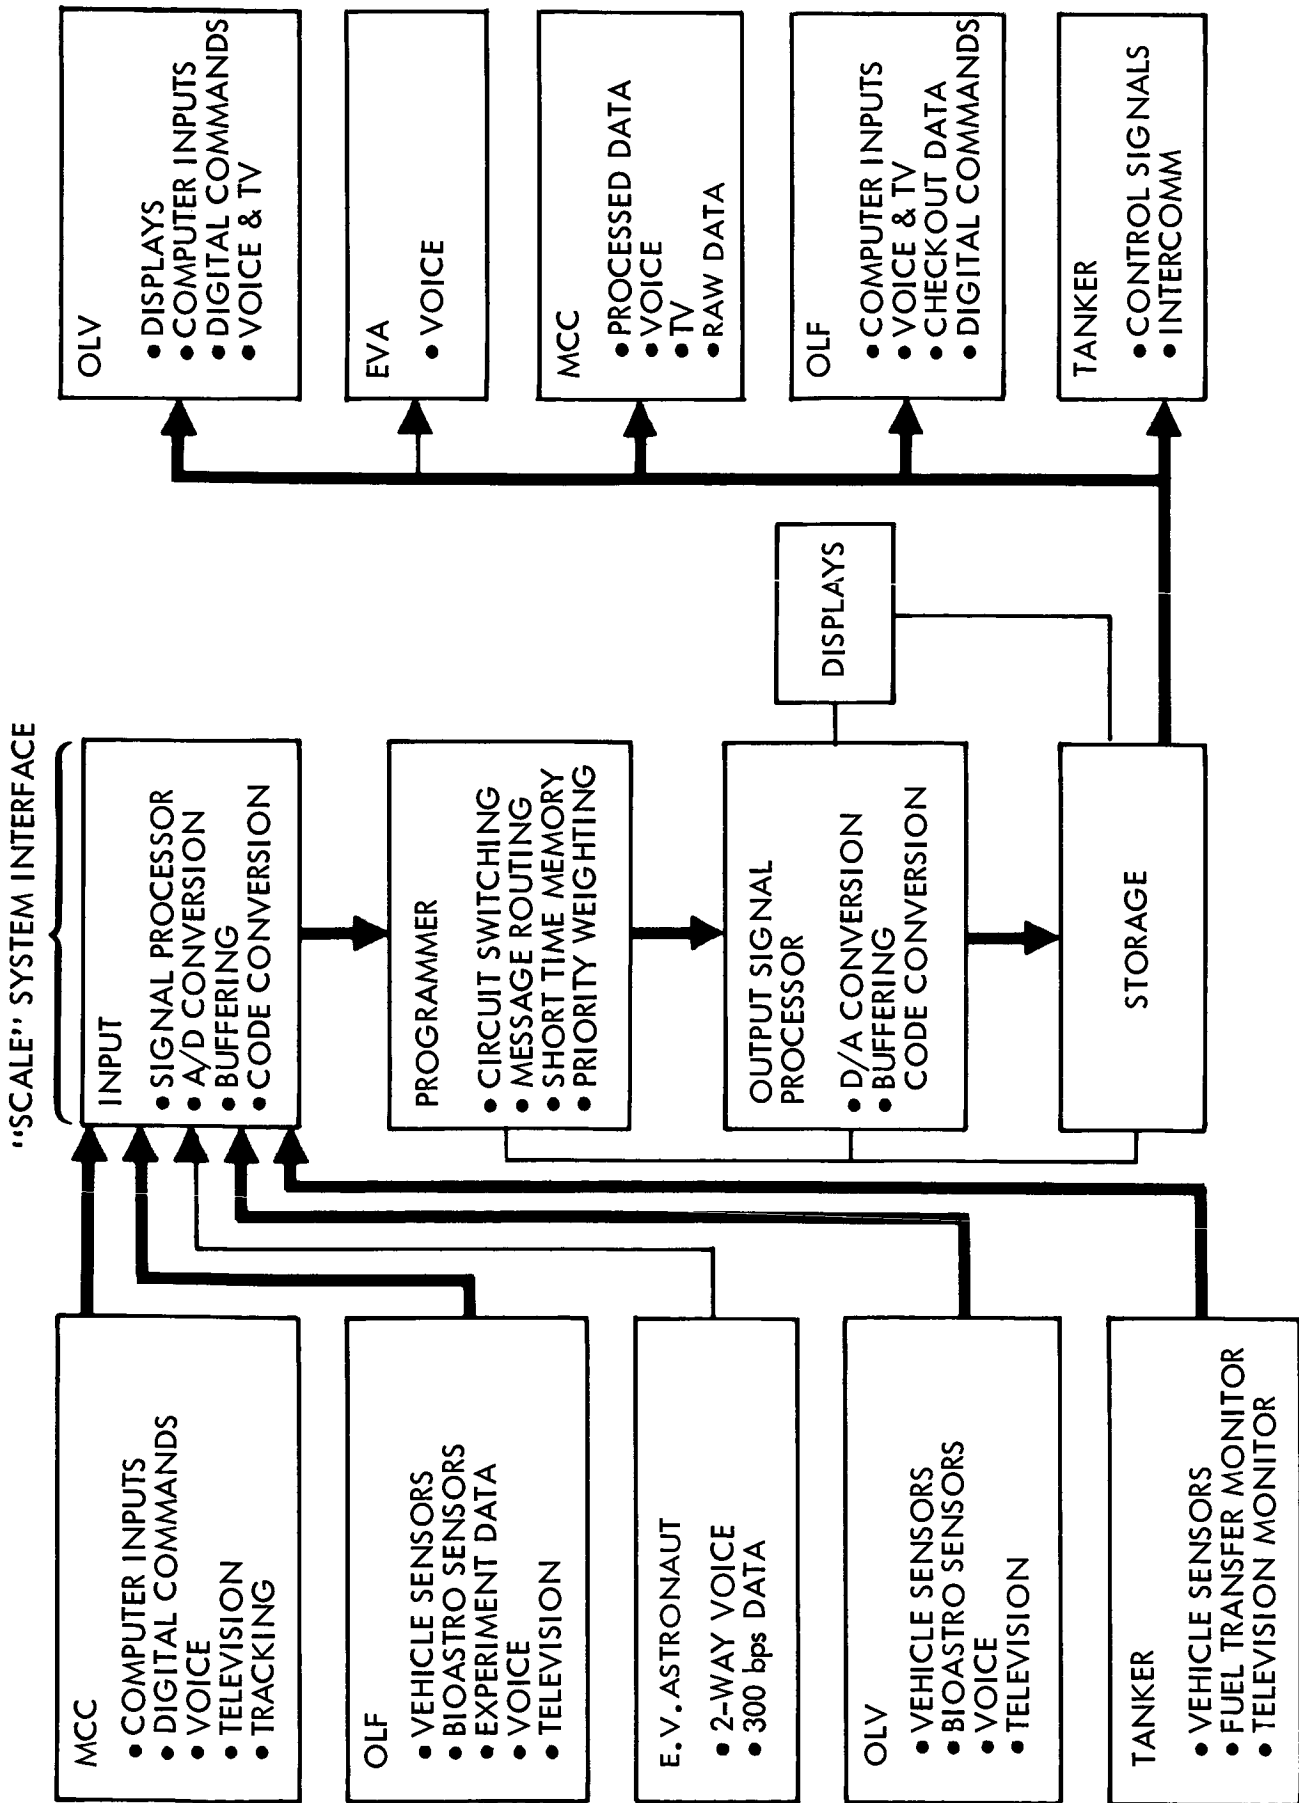 "SCALE" SYSTEM INTERFACE
MCC
• COMPUTER INPUTS
• DIGITAL COMMANDS
• VOICE
• TELEVISION
• TRACKING
OLF
• VEHICLE SENSORS
• BIOASTRO SENSORS
• EXPERIMENT DATA
• VOICE
• TELEVISION
E. V. ASTRONAUT
• 2-WAY VOICE
• 300 bps DATA
OLV
• VEHICLE SENSORS
• BIOASTRO SENSORS
• VOICE
• TELEVISION
TANKER
• VEHICLE SENSORS
• FUEL TRANSFER MONITOR
• TELEVISION MONITOR
INPUT
• SIGNAL PROCESSOR
• A/D CONVERSION
• BUFFERING
• CODE CONVERSION
PROGRAMMER
• CIRCUIT SWITCHING
• MESSAGE ROUTING
• SHORT TIME MEMORY
• PRIORITY WEIGHTING
OUTPUT SIGNAL
PROCESSOR
• D/A CONVERSION
• BUFFERING
CODE CONVERSION
STORAGE
DISPLAYS
OLV
• DISPLAYS
• COMPUTER INPUTS
• DIGITAL COMMANDS
• VOICE & TV
EVA
• VOICE
MCC
• PROCESSED DATA
• VOICE
• TV
• RAW DATA
OLF
• COMPUTER INPUTS
• VOICE & TV
• CHECKOUT DATA
• DIGITAL COMMANDS
TANKER
• CONTROL SIGNALS
• INTERCOMM